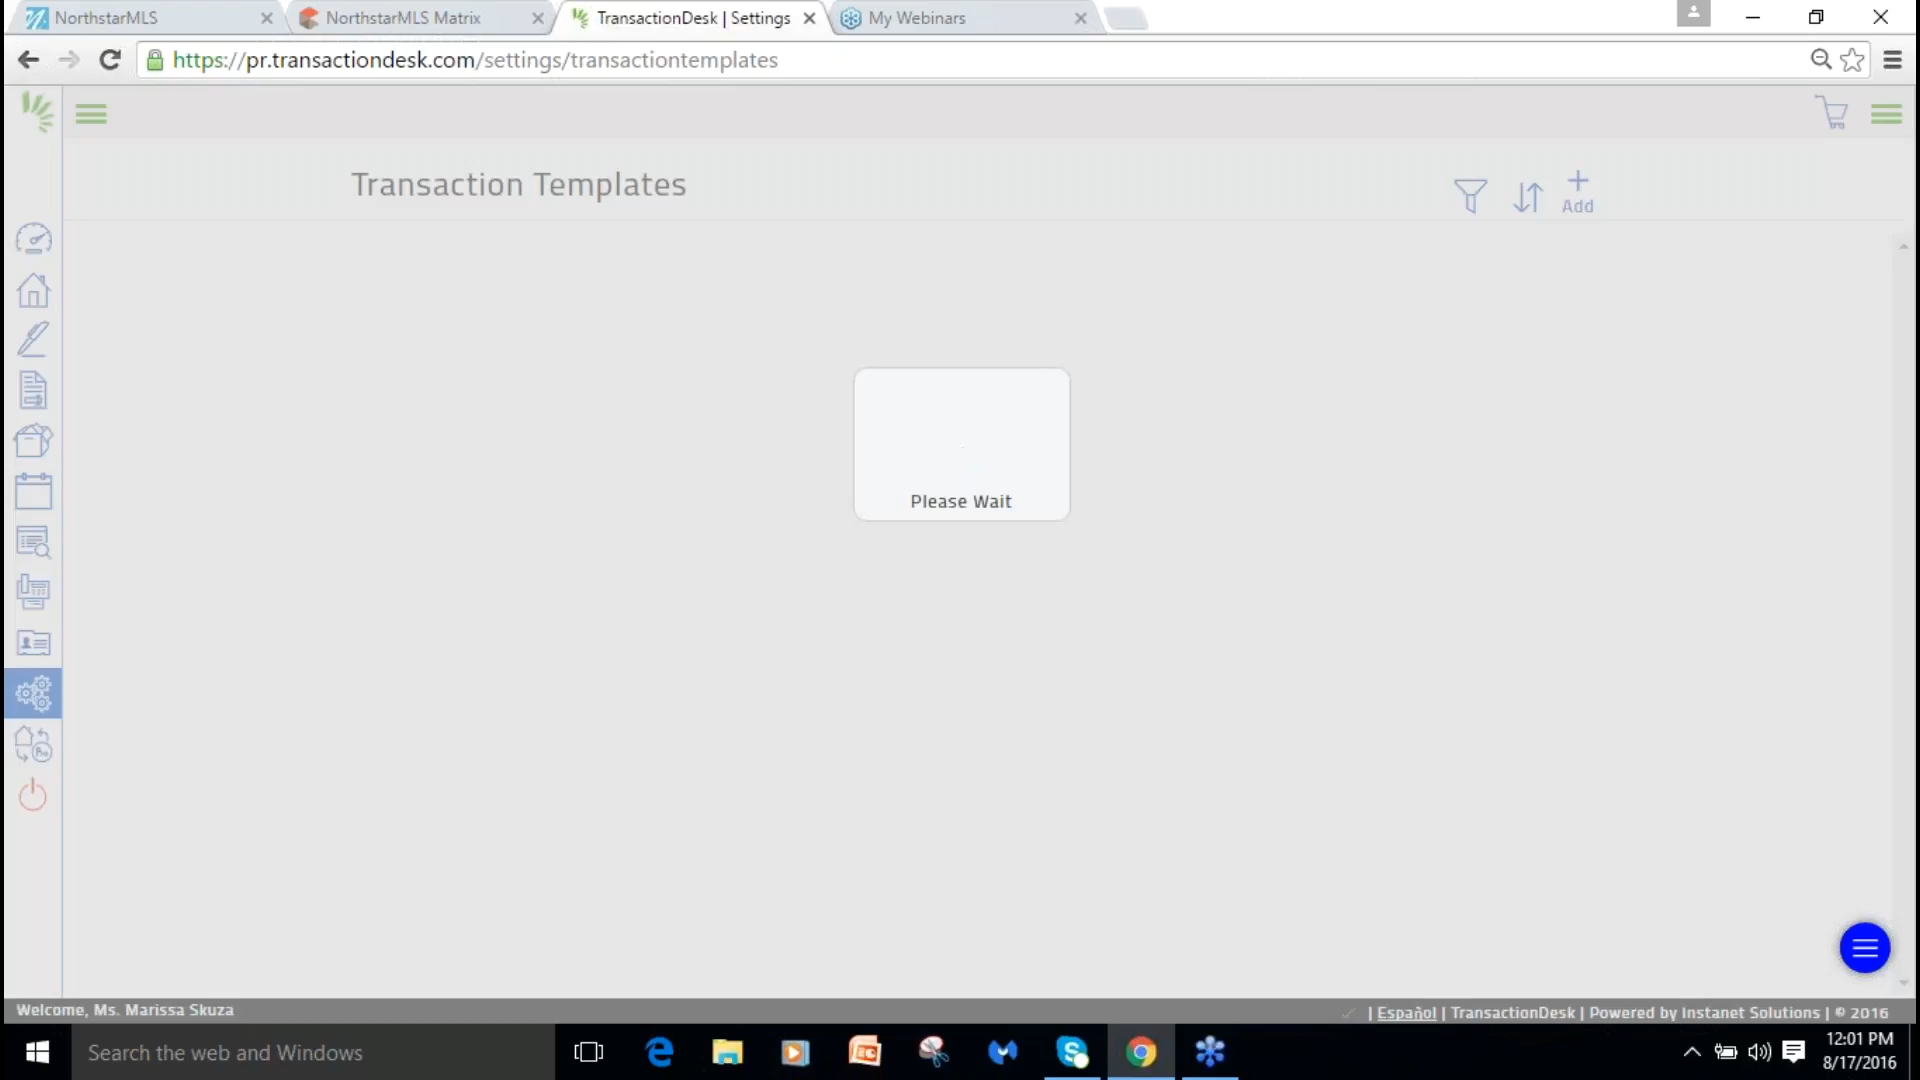 NorthstarMLS
NorthstarMLS Matrix
TransactionDesk | Settings
My Webinars
https://pr.transactiondesk.com/settings/transactiontemplates
Transaction Templates
Add
Please Wait
Welcome, Ms. Marissa Skuza
| Español | TransactionDesk | Powered by Instanet Solutions | © 2016
Search the web and Windows
12:01 PM
8/17/2016